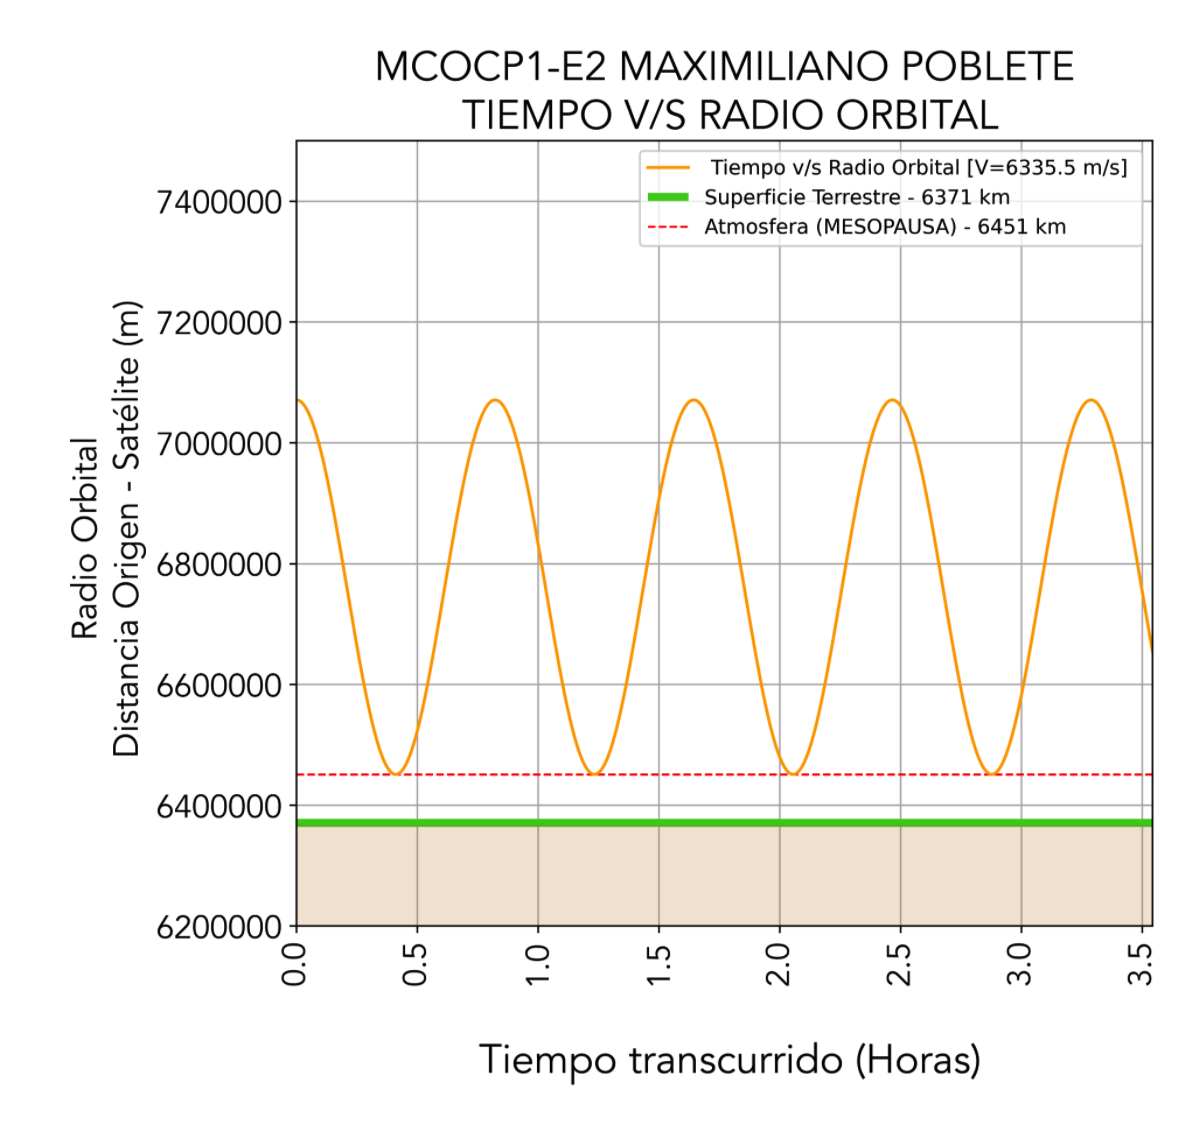 MCOCP1-E2 MAXIMILIANO POBLETE
TIEMPO V/S RADIO ORBITAL
Tiempo v/s Radio Orbital [V=6335.5 m/s]
Superficie Terrestre - 6371 km
Atmosfera (MESOPAUSA) - 6451 km
Radio Orbital
Distancia Origen - Satélite (m)
7400000
7200000
7000000
6800000
6600000
6400000
6200000
0.0
0.5
1.0
1.5
2.0
2.5
3.0
3.5
Tiempo transcurrido (Horas)